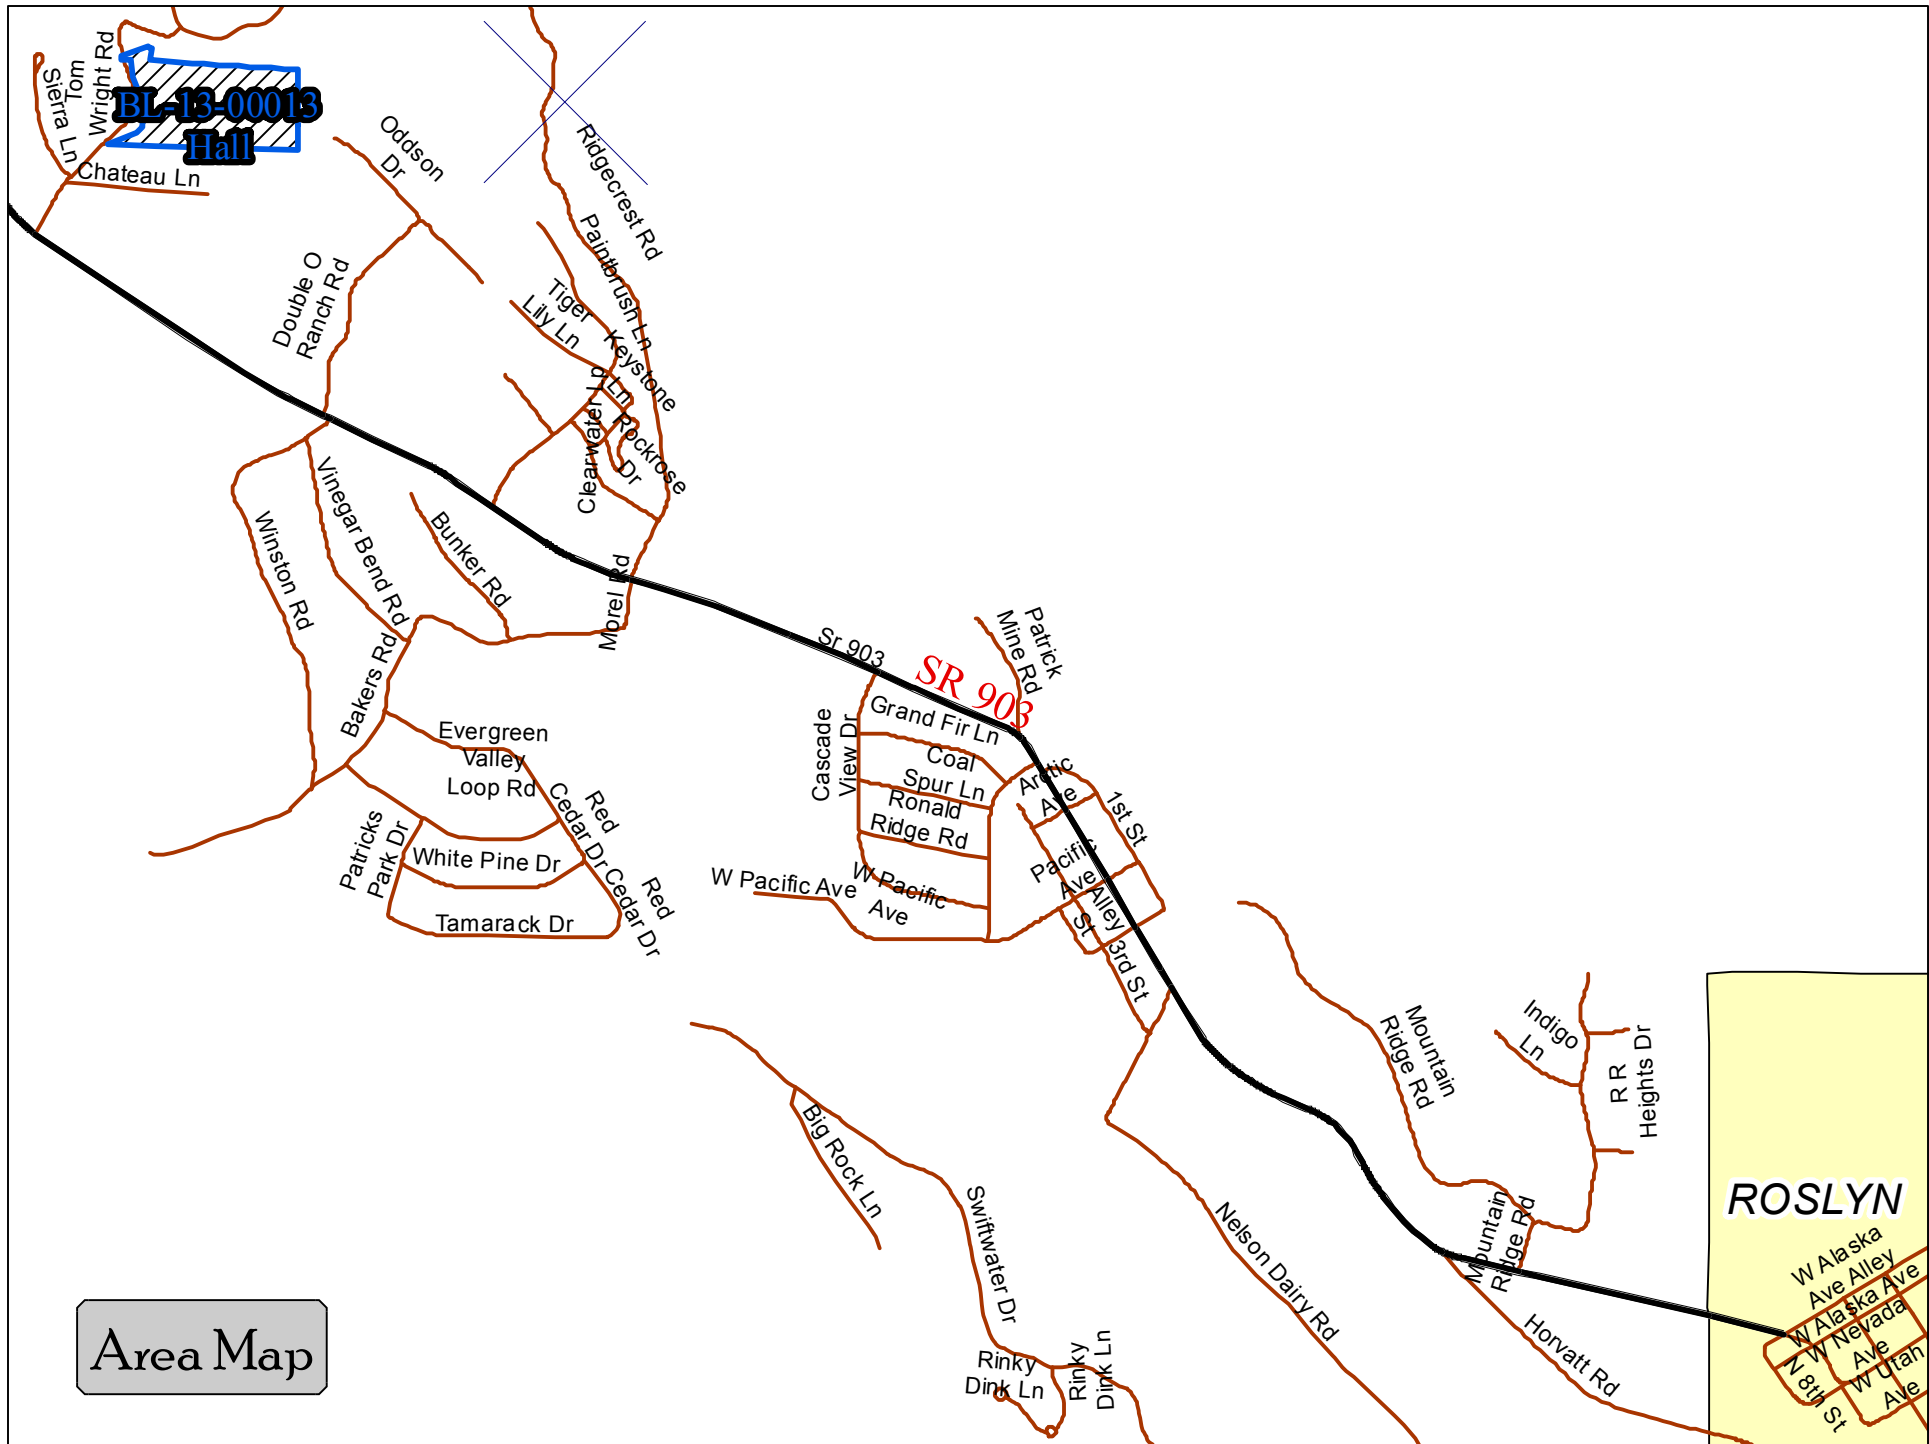 Tom
Wright Rd
Sierra Ln
BL-13-00013
Hall
Chateau Ln
Oddson
Dr
Ridgecrest Rd
Paintbrush Ln
Double O
Ranch Rd
Tiger
Lily Ln
Keystone
Ln
Clearwater Lp
Rockrose
Dr
Vinegar Bend Rd
Winston Rd
Bunker Rd
Morel Rd
Bakers Rd
Sr 903
SR 903
Patrick
Mine Rd
Evergreen
Valley
Loop Rd
Grand Fir Ln
Cascade
View Dr
Coal
Spur Ln
Ronald
Ridge Rd
Arctic
Ave
1st St
Red
Cedar Dr
Patricks
Park Dr
White Pine Dr
Red
Cedar Dr
Tamarack Dr
W Pacific Ave
W Pacific
Ave
Pacific
Ave
Alley
St
3rd St
Mountain
Ridge Rd
Indigo
Ln
R R
Heights Dr
Big Rock Ln
Swiftwater Dr
Nelson Dairy Rd
Mountain
Ridge Rd
ROSLYN
W Alaska
Ave Alley
W Alaska Ave
W Nevada
Ave
W Utah
Ave
N 8th St
Horvatt Rd
Rinky
Dink Ln
Rinky
Dink Ln
Area Map